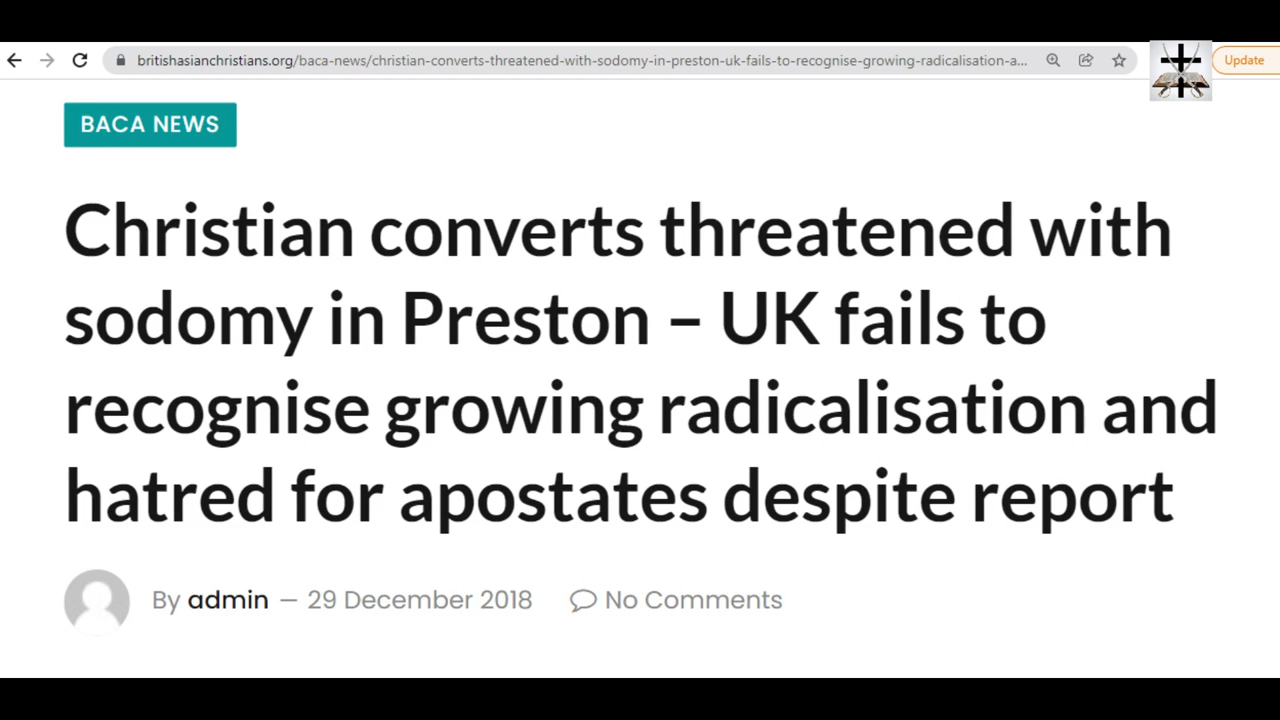 britishasianchristians.org/baca-news/christian-converts-threatened-with-sodomy-in-preston-uk-fails-to-recognise-growing-radicalisation-a...
Update
BACA NEWS
Christian converts threatened with
sodomy in Preston – UK fails to
recognise growing radicalisation and
hatred for apostates despite report
By admin — 29 December 2018 No Comments